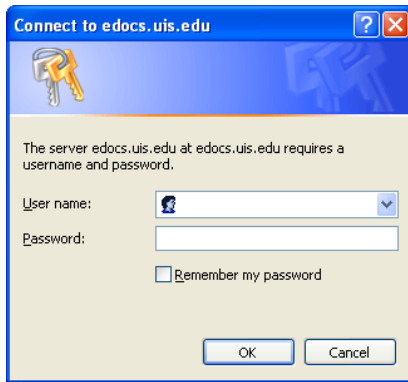 Connect to edocs.uis.edu
The server edocs.uis.edu at edocs.uis.edu requires a
username and password.
User name:
Password:
Remember my password
OK
Cancel